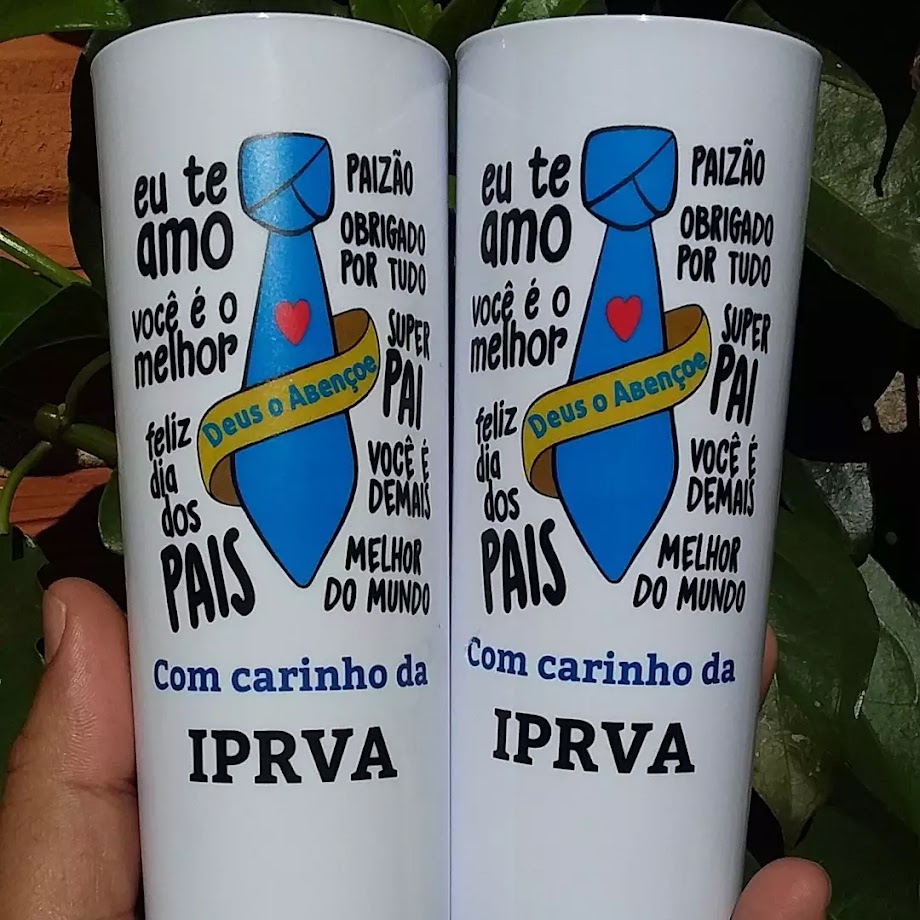 eu te
amo
você é o
melhor
feliz
dia
dos
PAIS
PAIZÃO
OBRIGADO
POR TUDO
SUPER
PAI
VOCÊ É
DEMAIS
MELHOR
DO MUNDO
Deus o Abençoe
Com carinho da
IPRVA
eu te
amo
você é o
melhor
feliz
dia
dos
PAIS
PAIZÃO
OBRIGADO
POR TUDO
SUPER
PAI
VOCÊ É
DEMAIS
MELHOR
DO MUNDO
Deus o Abençoe
Com carinho da
IPRVA